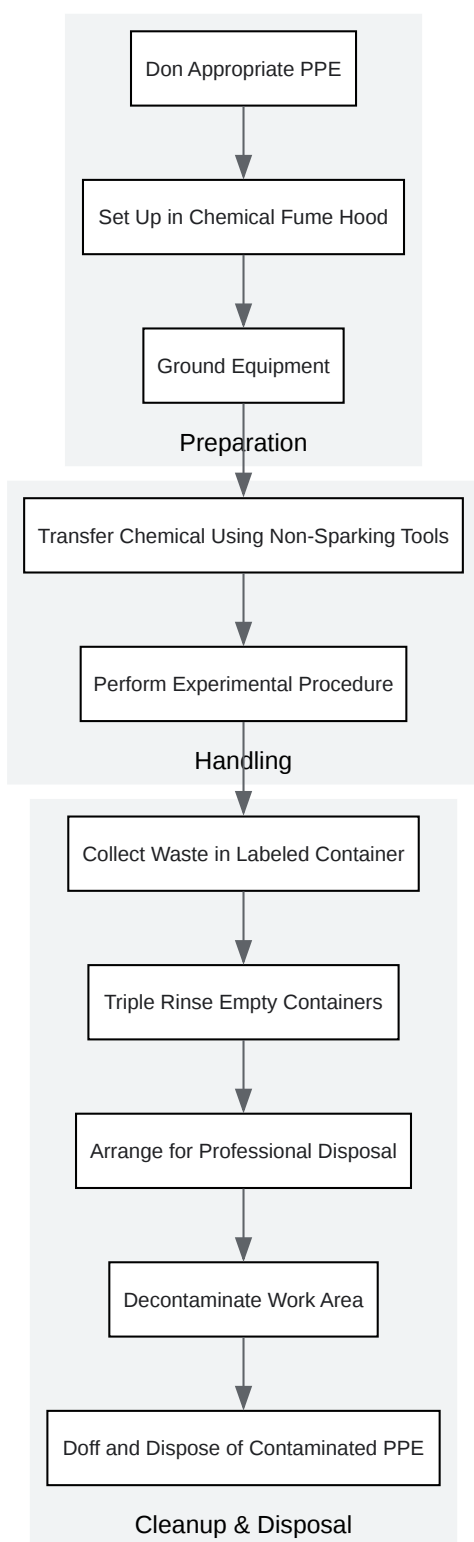 Don Appropriate PPE
Set Up in Chemical Fume Hood
Ground Equipment
Preparation
Transfer Chemical Using Non-Sparking Tools
Perform Experimental Procedure
Handling
Collect Waste in Labeled Container
Triple Rinse Empty Containers
Arrange for Professional Disposal
Decontaminate Work Area
Doff and Dispose of Contaminated PPE
Cleanup & Disposal